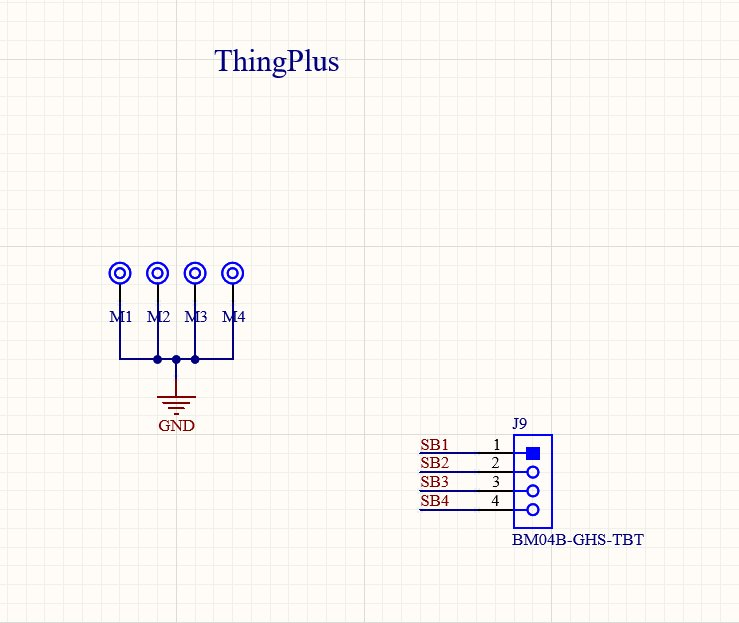 ThingPlus
M1 M2 M3 M4
GND
J9
SB1 1
SB2 2
SB3 3
SB4 4
BM04B-GHS-TBT